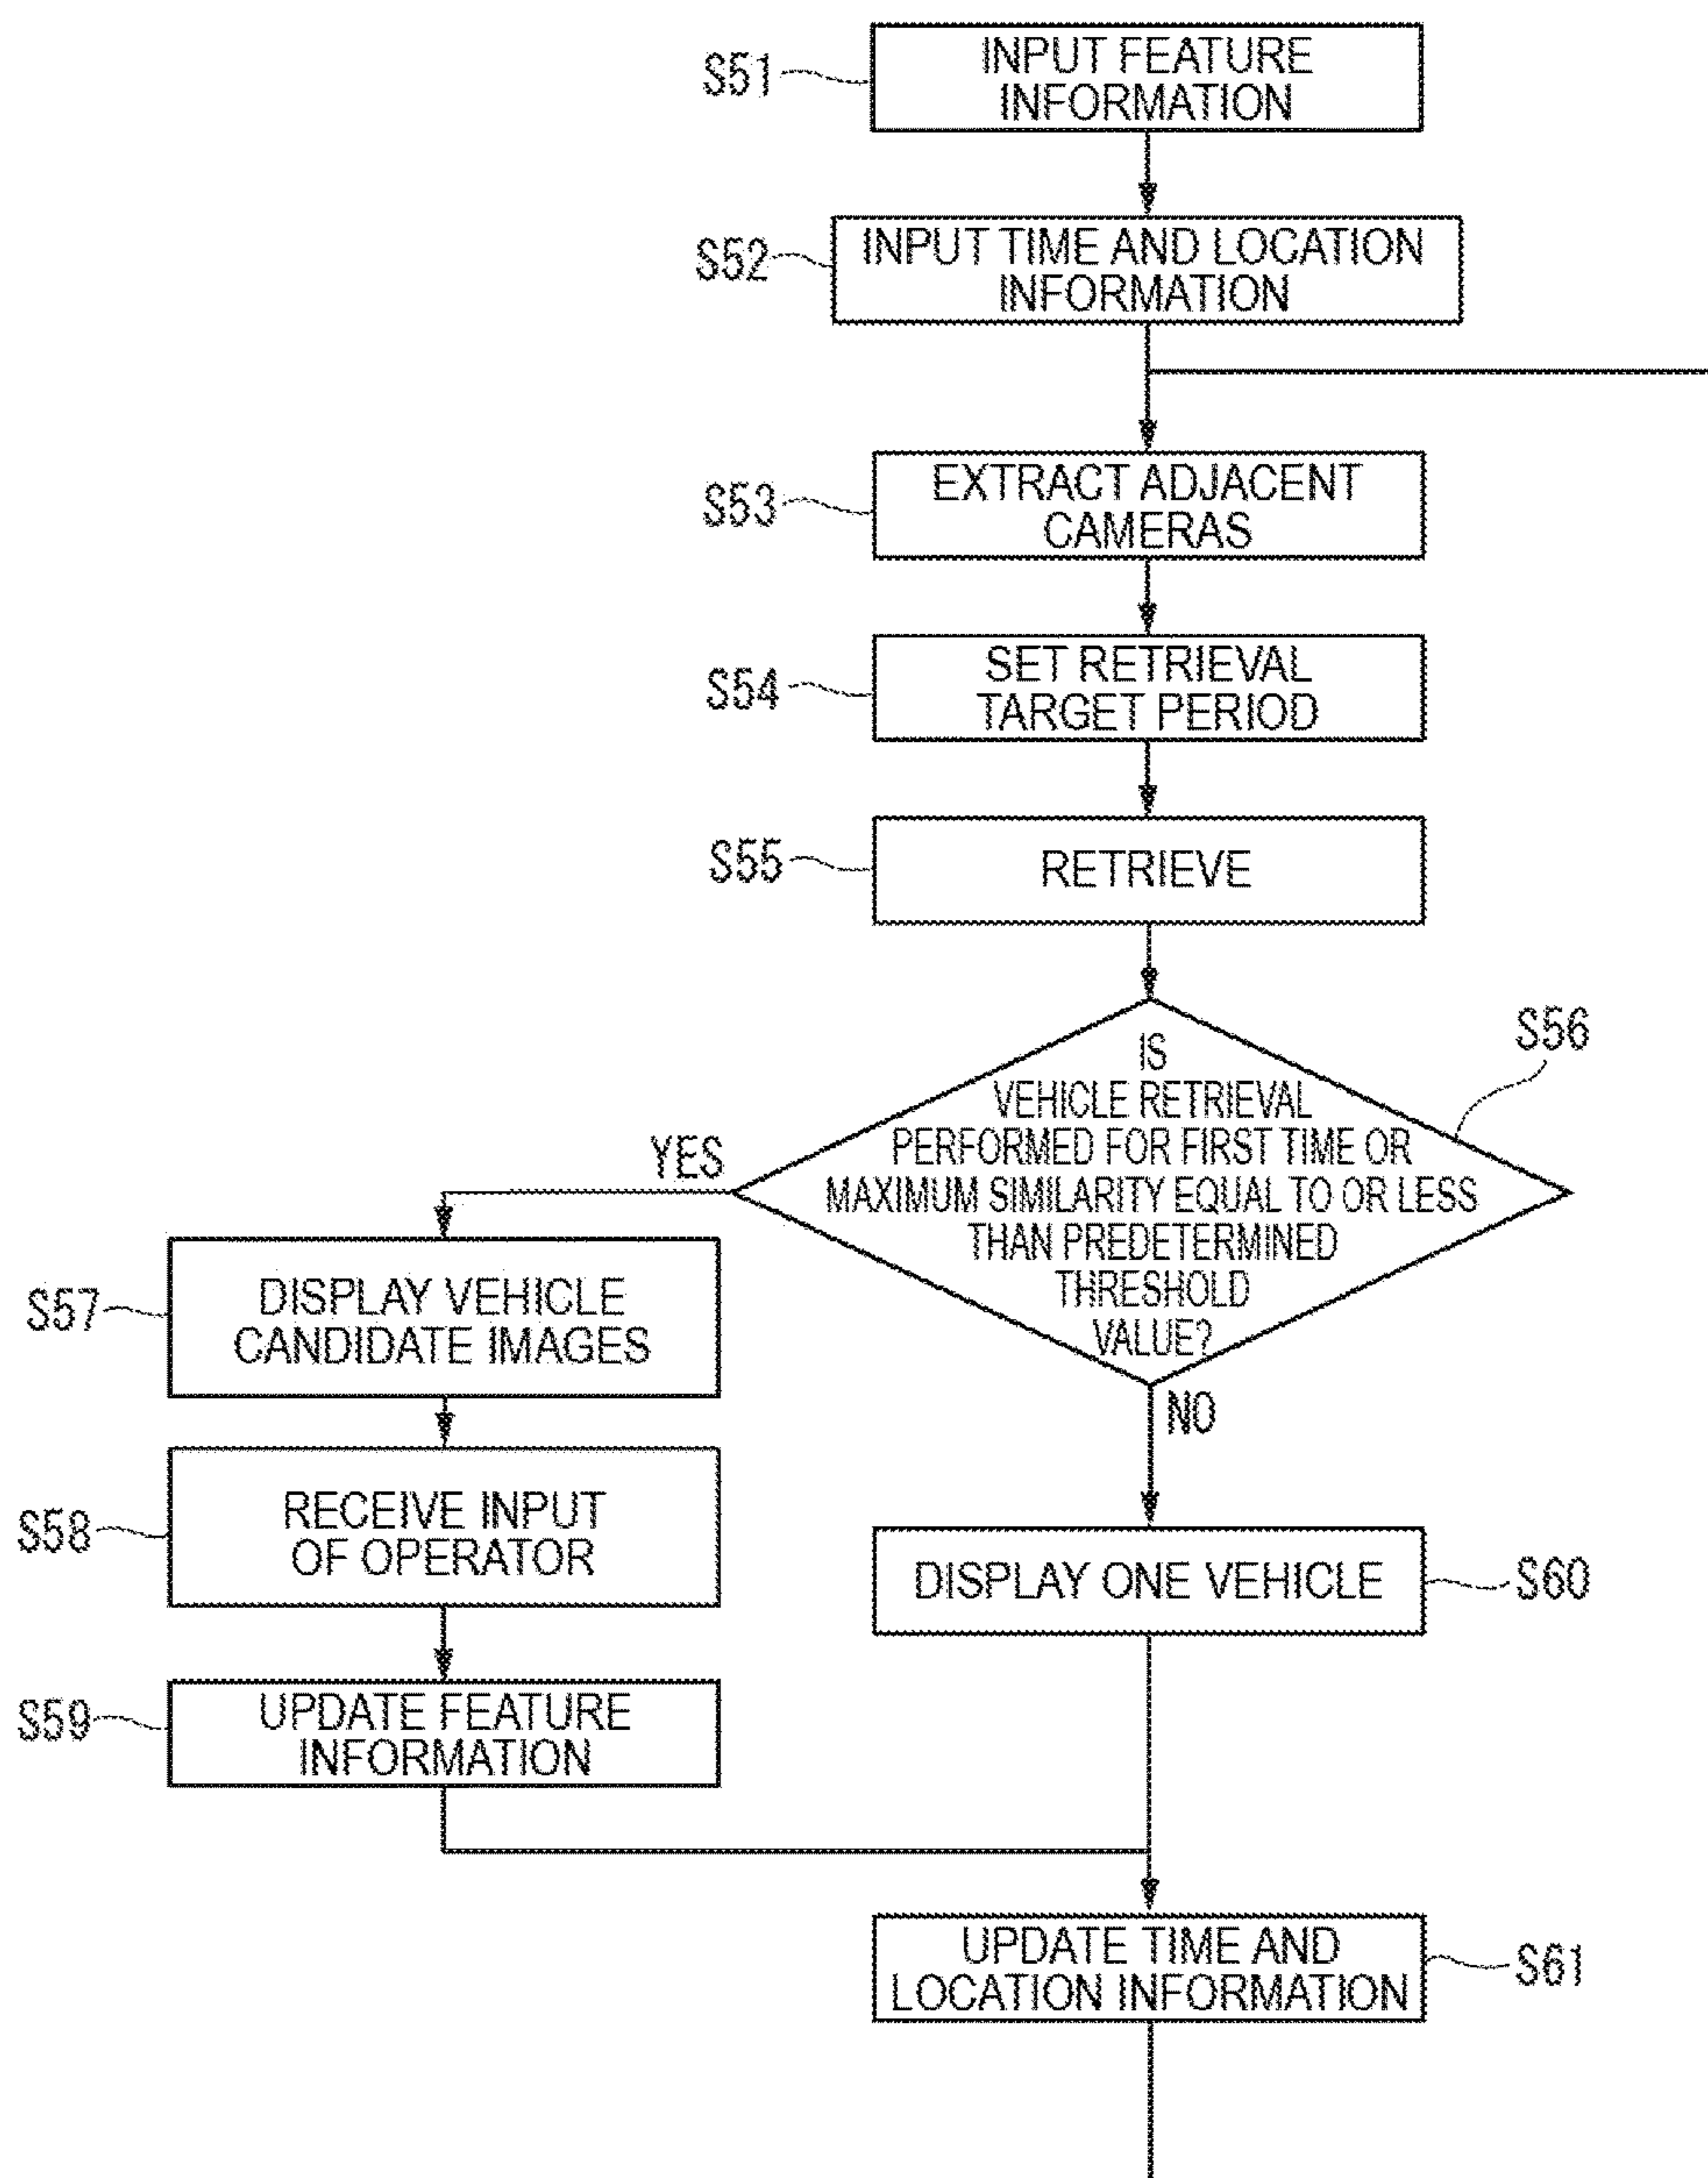 S51
INPUT FEATURE
INFORMATION
S52
INPUT TIME AND LOCATION
INFORMATION
S53
EXTRACT ADJACENT
CAMERAS
S54
SET RETRIEVAL
TARGET PERIOD
S55
RETRIEVE
S56
IS
VEHICLE RETRIEVAL
PERFORMED FOR FIRST TIME OR
MAXIMUM SIMILARITY EQUAL TO OR LESS
THAN PREDETERMINED
THRESHOLD
VALUE?
YES
NO
S57
DISPLAY VEHICLE
CANDIDATE IMAGES
S58
RECEIVE INPUT
OF OPERATOR
S59
UPDATE FEATURE
INFORMATION
DISPLAY ONE VEHICLE
S60
UPDATE TIME AND
LOCATION INFORMATION
S61